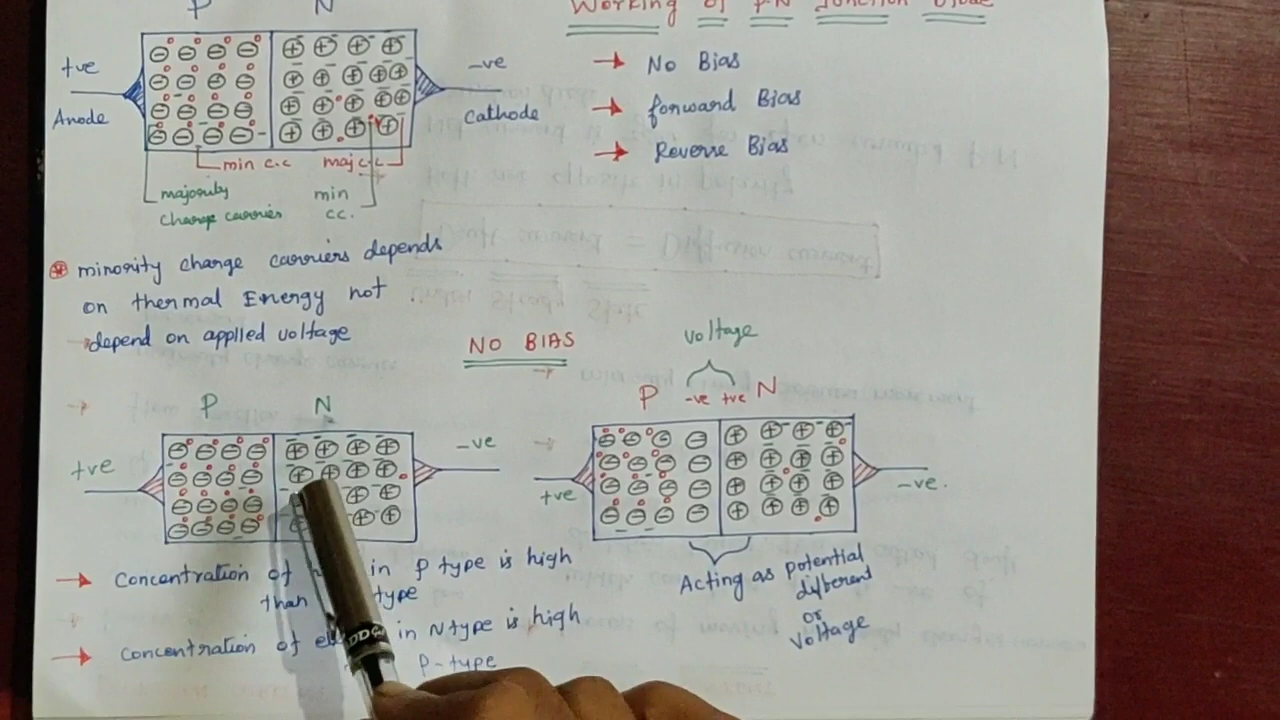 P N
Working of P-N Junction Diode
+ve
Anode
-ve
Cathode
min c.c maj c.c
majority
charge carriers
min
cc.
→ No Bias
→ forward Bias
→ Reverse Bias
minority charge carriers depends
on thermal Energy not
depend on applied voltage
NO BIAS
voltage
P N
+ve
-ve
P -ve +ve N
+ve
-ve.
Acting as potential
different
or
voltage
→ Concentration of in p type is high
than type
→ Concentration of in N type is high
P-type